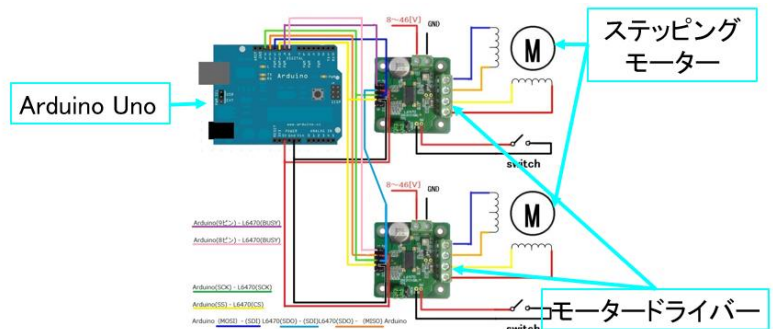 8～46[V]
GND
ステッピング
モーター
M
Arduino
Arduino Uno
switch
8～46[V]
GND
M
Arduino(9ピン) - L6470(BUSY)
Arduino(8ピン) - L6470(BUSY)
Arduino(SCK) - L6470(SCK)
Arduino(SS) - L6470(CS)
Arduino (MOSI) - (SDI) L6470(SDO) - (SDI)L6470(SDO) - (MISO) Arduino
switch
モータードライバー